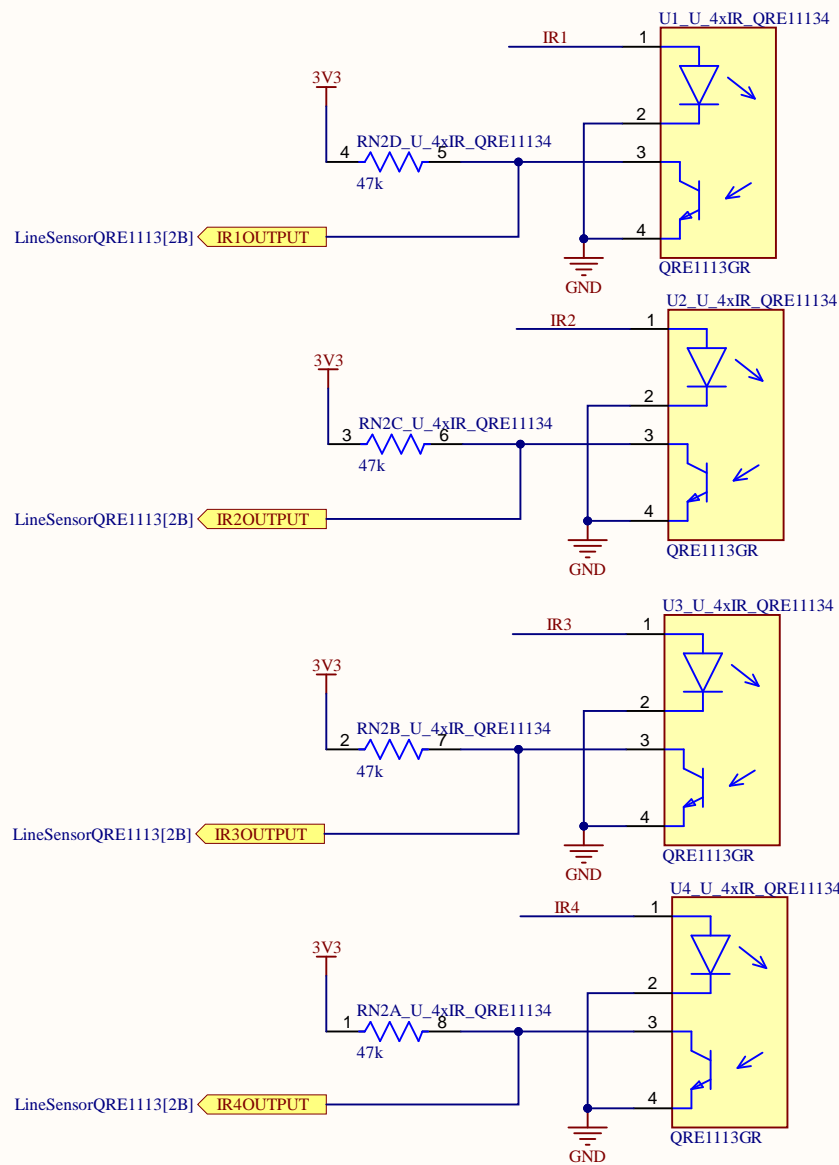 U1_U_4xIR_QRE11134
IR1
1
3V3
2
RN2D_U_4xIR_QRE11134
4
5
3
47k
LineSensorQRE1113[2B]
IR1OUTPUT
4
GND
QRE1113GR
U2_U_4xIR_QRE11134
IR2
1
3V3
2
RN2C_U_4xIR_QRE11134
3
6
3
47k
LineSensorQRE1113[2B]
IR2OUTPUT
4
GND
QRE1113GR
U3_U_4xIR_QRE11134
IR3
1
3V3
2
RN2B_U_4xIR_QRE11134
2
7
3
47k
LineSensorQRE1113[2B]
IR3OUTPUT
4
GND
QRE1113GR
U4_U_4xIR_QRE11134
IR4
1
3V3
2
RN2A_U_4xIR_QRE11134
1
8
3
47k
LineSensorQRE1113[2B]
IR4OUTPUT
4
GND
QRE1113GR